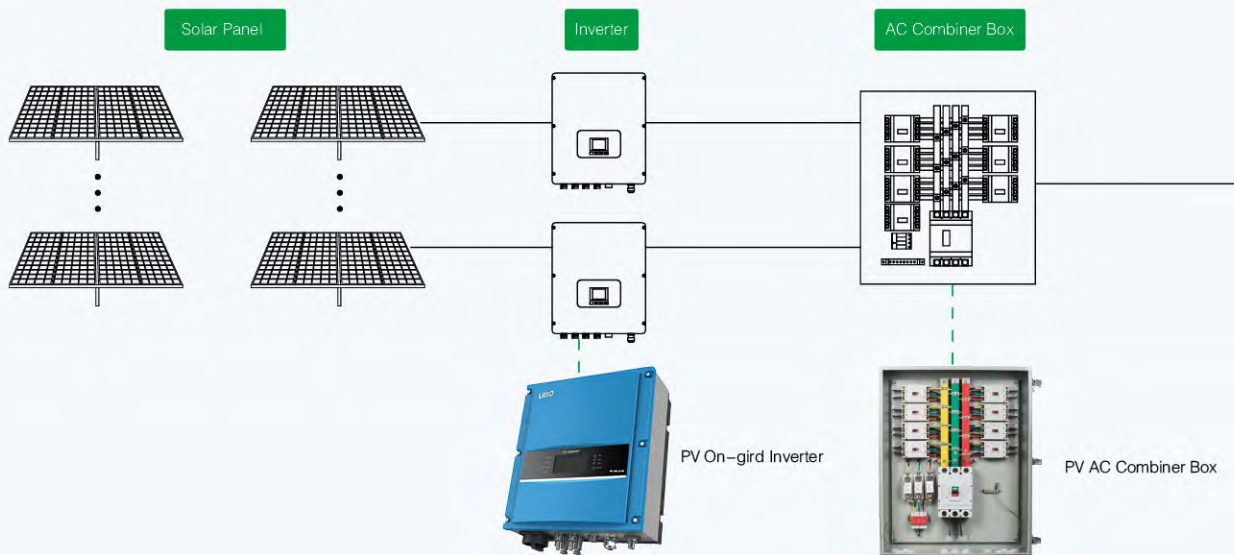 Solar Panel
Inverter
AC Combiner Box
PV On-gird Inverter
PV AC Combiner Box